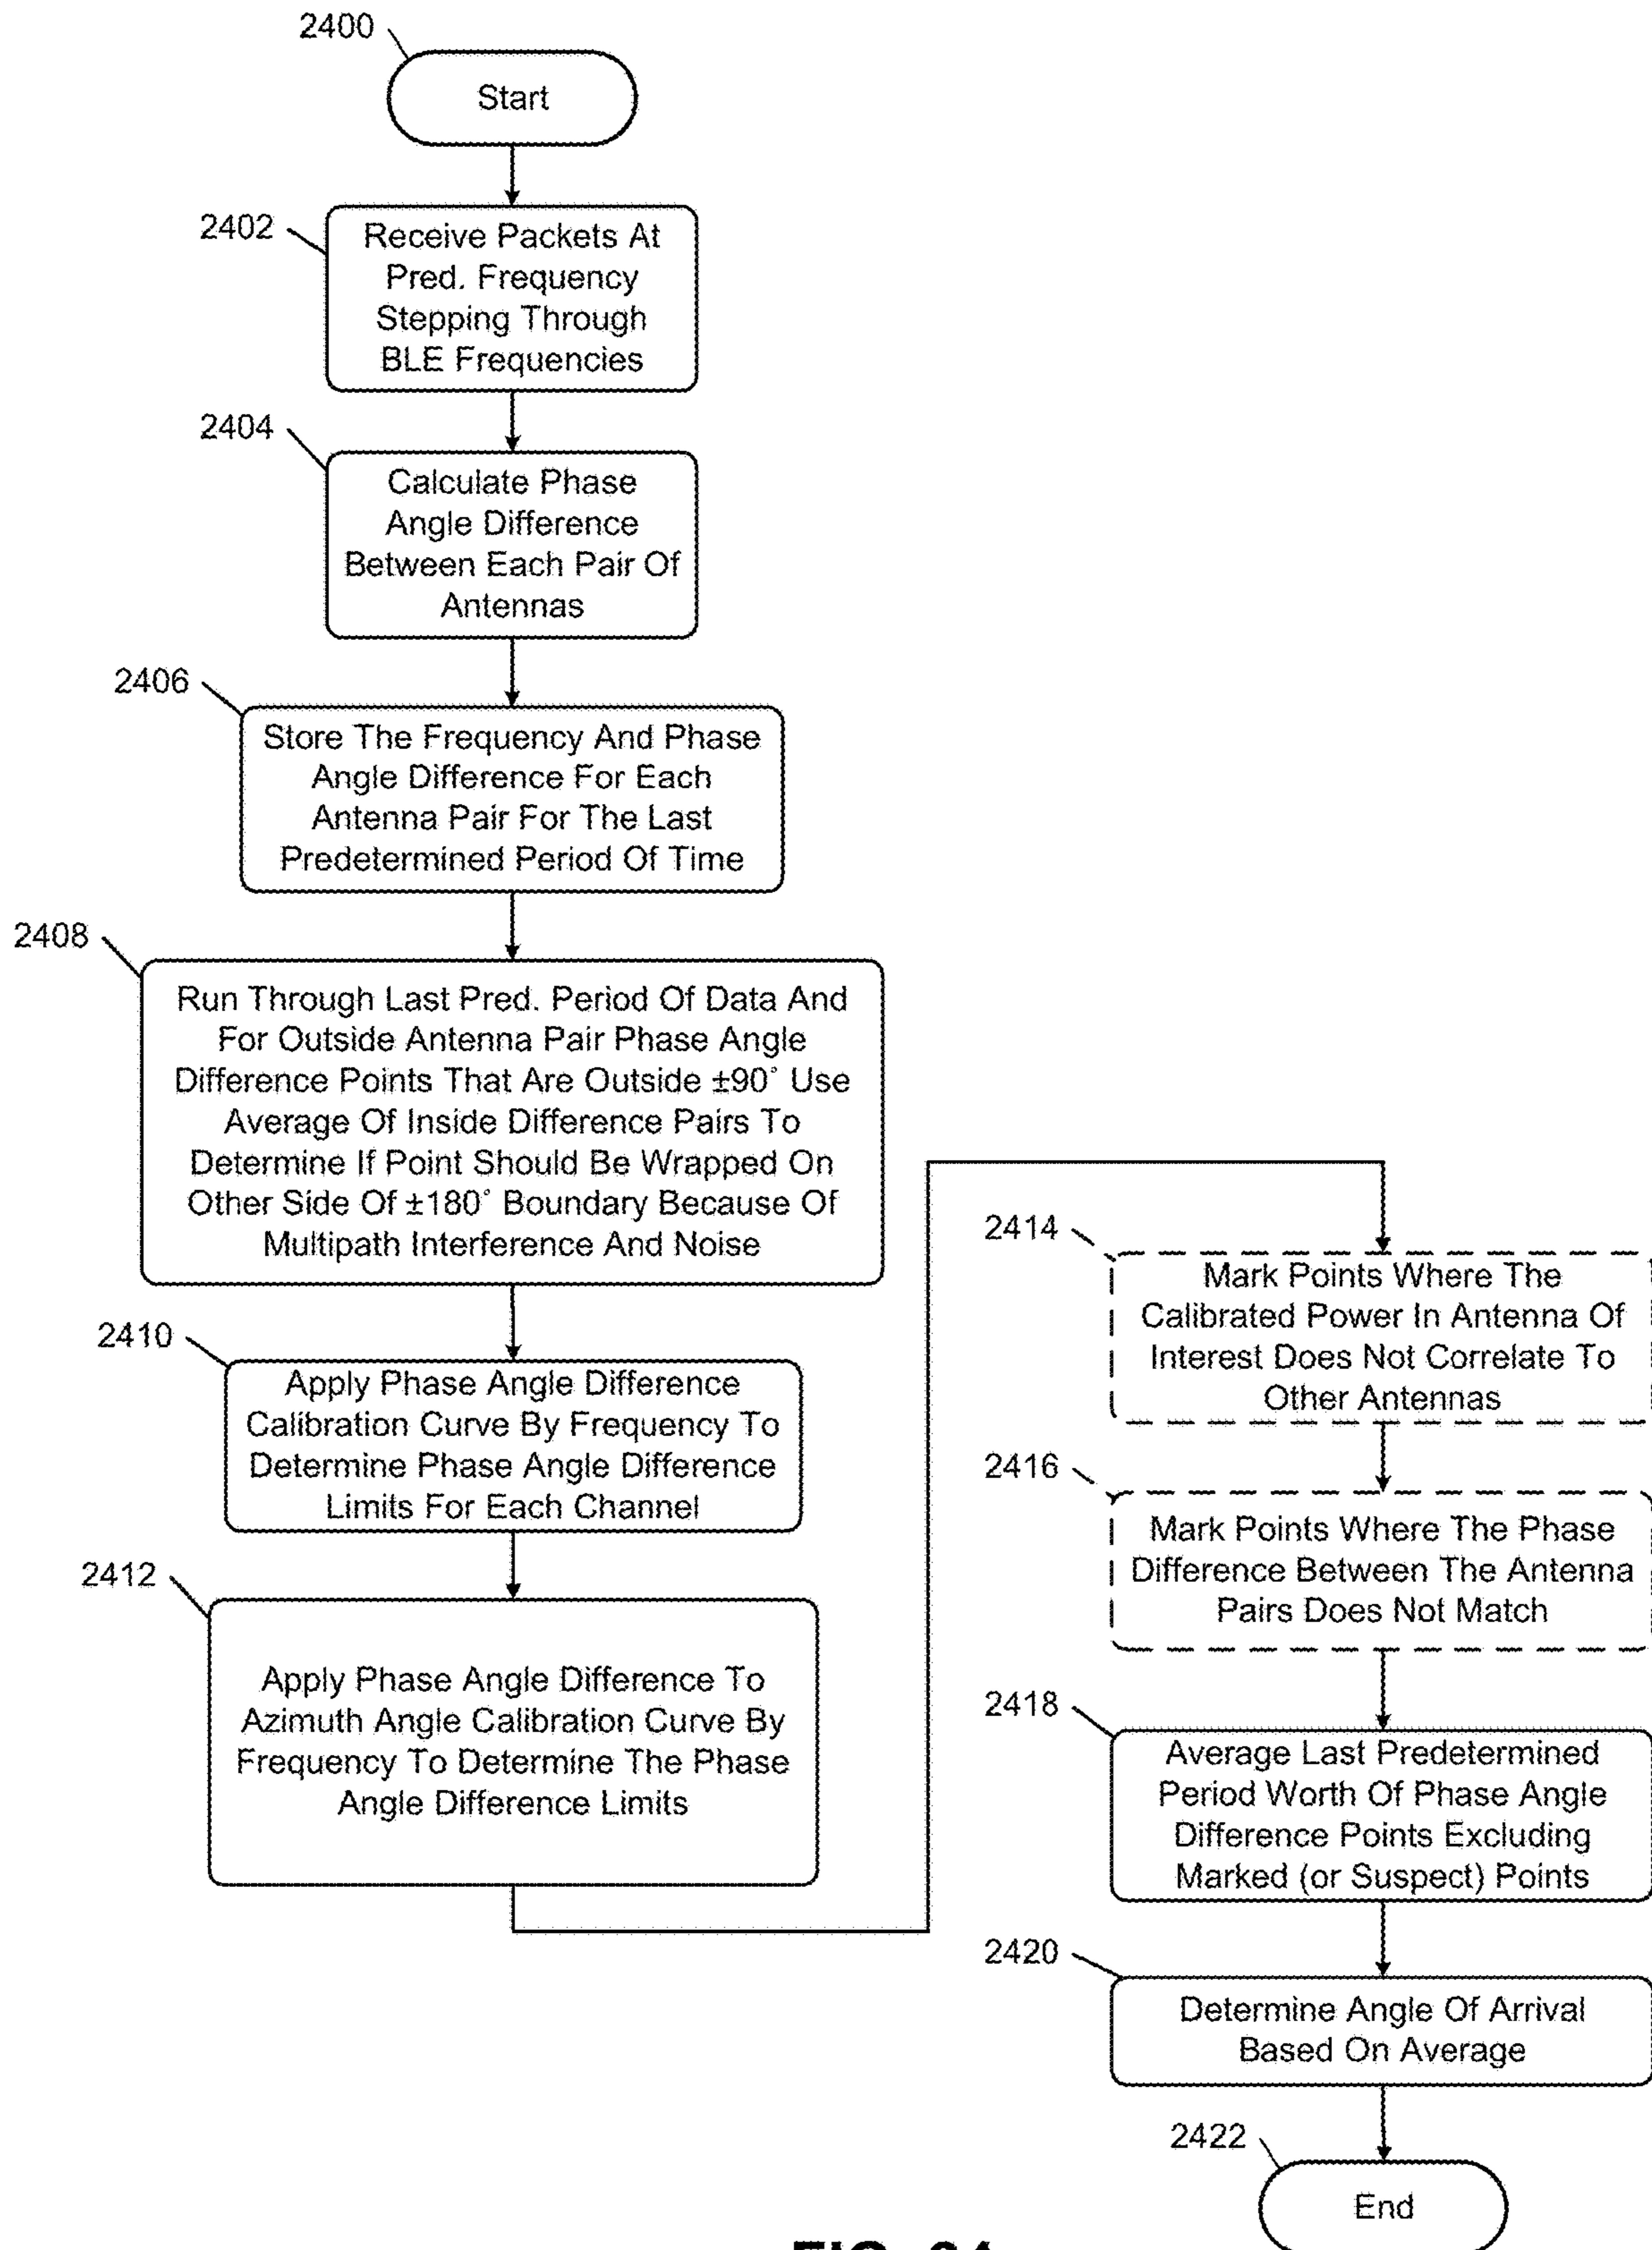 2400
Start
2402
Receive Packets At
Pred. Frequency
Stepping Through
BLE Frequencies
2404
Calculate Phase
Angle Difference
Between Each Pair Of
Antennas
2406
Store The Frequency And Phase
Angle Difference For Each
Antenna Pair For The Last
Predetermined Period Of Time
2408
Run Through Last Pred. Period Of Data And
For Outside Antenna Pair Phase Angle
Difference Points That Are Outside ±90° Use
Average Of Inside Difference Pairs To
Determine If Point Should Be Wrapped On
Other Side Of ±180° Boundary Because Of
Multipath Interference And Noise
2410
Apply Phase Angle Difference
Calibration Curve By Frequency To
Determine Phase Angle Difference
Limits For Each Channel
2412
Apply Phase Angle Difference To
Azimuth Angle Calibration Curve By
Frequency To Determine The Phase
Angle Difference Limits
2414
Mark Points Where The
Calibrated Power In Antenna Of
Interest Does Not Correlate To
Other Antennas
2416
Mark Points Where The Phase
Difference Between The Antenna
Pairs Does Not Match
2418
Average Last Predetermined
Period Worth Of Phase Angle
Difference Points Excluding
Marked (or Suspect) Points
2420
Determine Angle Of Arrival
Based On Average
2422
End